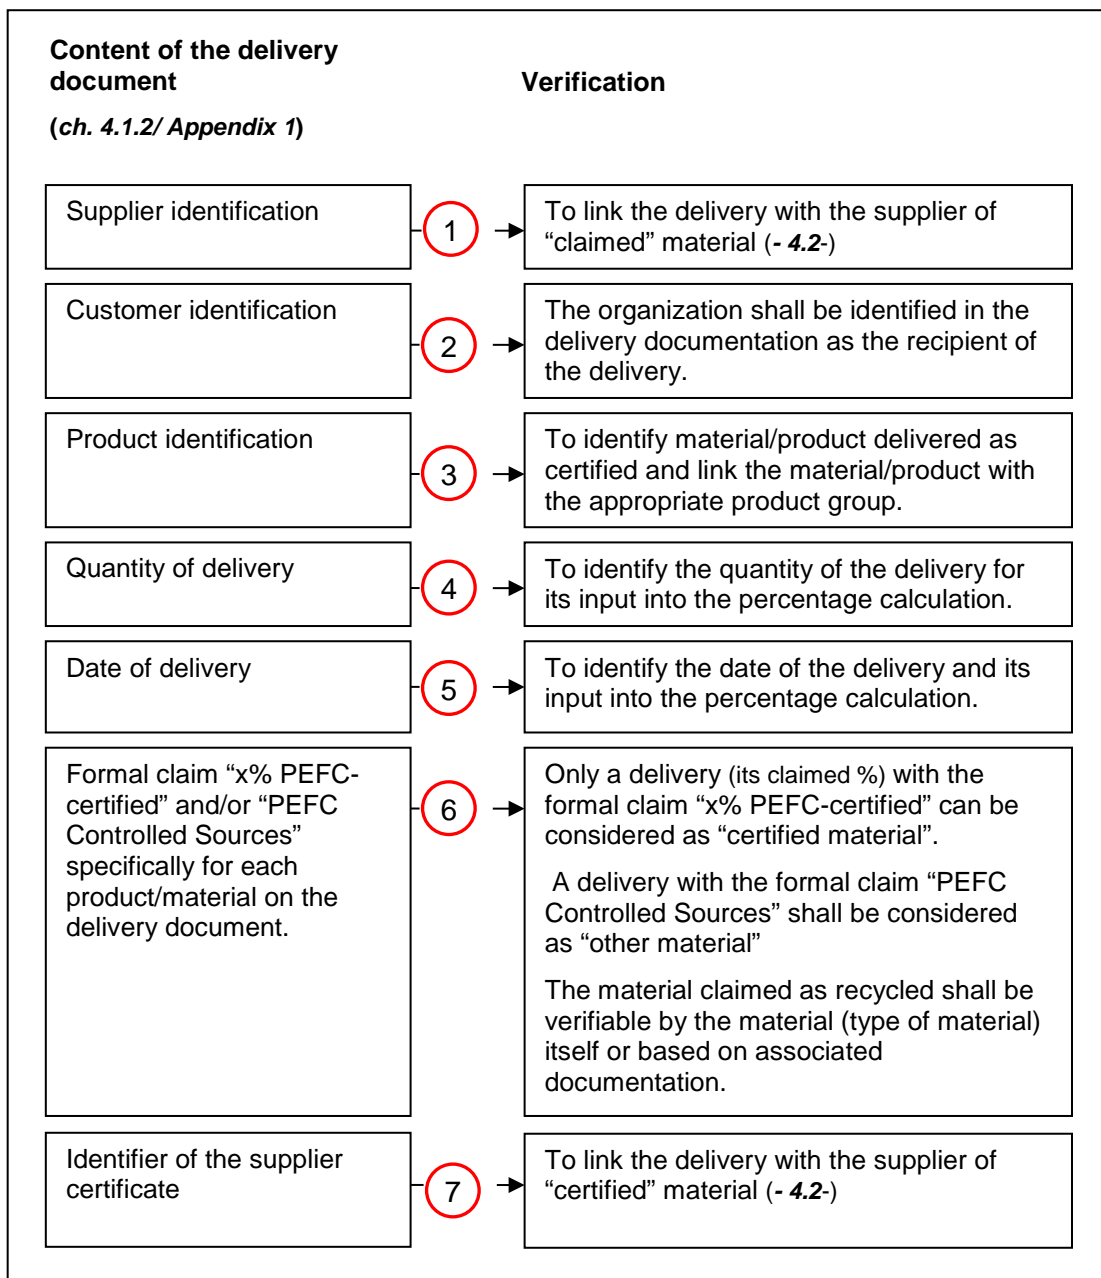 Content of the delivery
document
(ch. 4.1.2/ Appendix 1)
Verification
Supplier identification
1
To link the delivery with the supplier of
“claimed” material (- 4.2-)
Customer identification
2
The organization shall be identified in the
delivery documentation as the recipient of
the delivery.
Product identification
3
To identify material/product delivered as
certified and link the material/product with
the appropriate product group.
Quantity of delivery
4
To identify the quantity of the delivery for
its input into the percentage calculation.
Date of delivery
5
To identify the date of the delivery and its
input into the percentage calculation.
Formal claim “x% PEFC-
certified” and/or “PEFC
Controlled Sources”
specifically for each
product/material on the
delivery document.
6
Only a delivery (its claimed %) with the
formal claim “x% PEFC-certified” can be
considered as “certified material”.
A delivery with the formal claim “PEFC
Controlled Sources” shall be considered
as “other material”
The material claimed as recycled shall be
verifiable by the material (type of material)
itself or based on associated
documentation.
Identifier of the supplier
certificate
7
To link the delivery with the supplier of
“certified” material (- 4.2-)